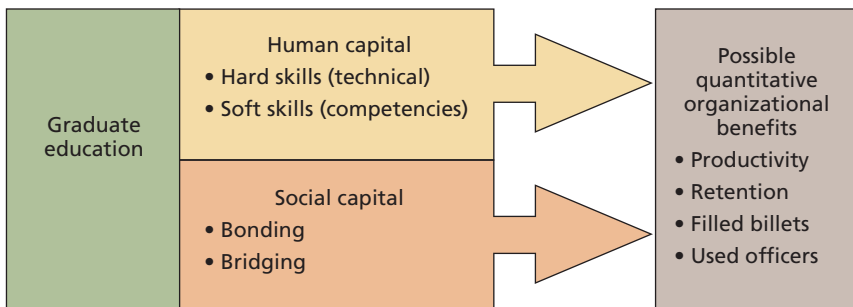 Graduate
education
Human capital
• Hard skills (technical)
• Soft skills (competencies)
Social capital
• Bonding
• Bridging
Possible
quantitative
organizational
benefits
• Productivity
• Retention
• Filled billets
• Used officers